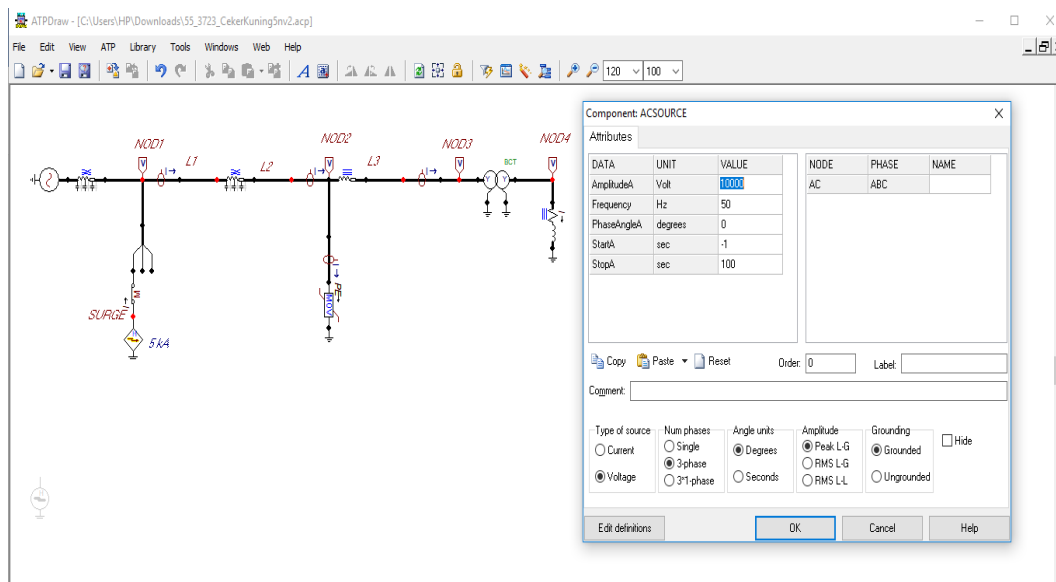 ATPDraw - [C:\Users\HP\Downloads\55_3723_CekerKuning5nv2.acp]
File Edit View ATP Library Tools Windows Web Help
120 100
NOD1 NOD2 NOD3 NOD4
L1 L2 L3 BCT
MOV
SURGE
5 kA
Component: ACSOURCE
Attributes
DATA UNIT VALUE NODE PHASE NAME
AmplitudeA Volt 10000 AC ABC
Frequency Hz 50
PhaseAngleA degrees 0
StartA sec -1
StopA sec 100
Copy Paste Reset Order: 0 Label:
Comment:
Type of source Num phases Angle units Amplitude Grounding
Current Single Degrees Peak L-G Grounded Hide
3-phase RMS L-G
Voltage 3*1-phase Seconds RMS L-L Ungrounded
Edit definitions OK Cancel Help